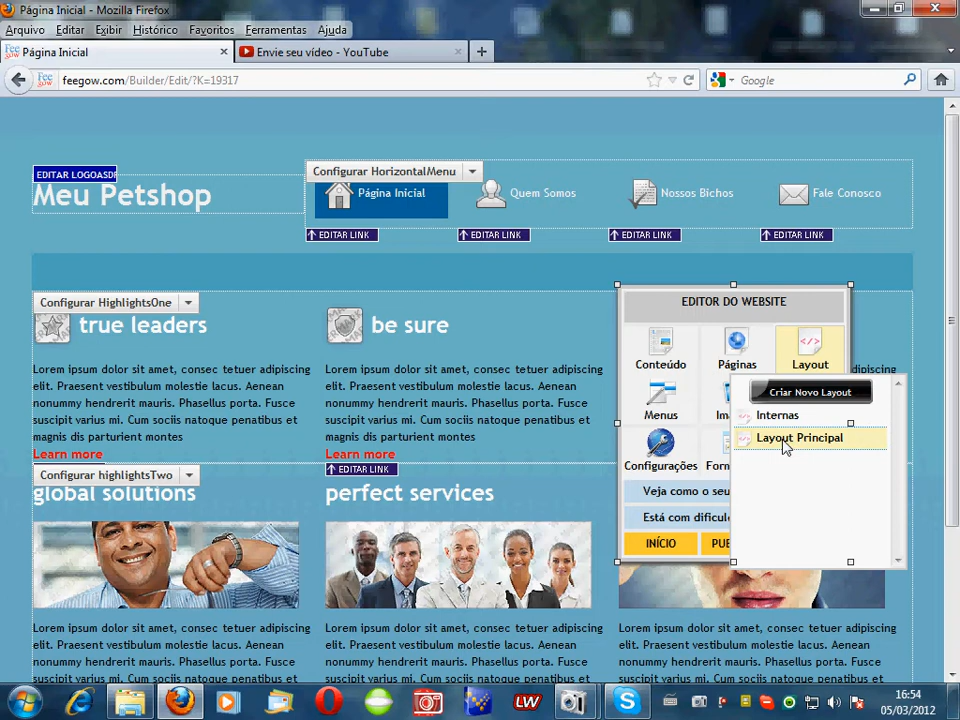 Página Inicial - Mozilla Firefox
Arquivo Editar Exibir Histórico Favoritos Ferramentas Ajuda
Página Inicial
Envie seu vídeo - YouTube
feegow.com/Builder/Edit/?K=19317
Google
EDITAR LOGOASDF
Meu Petshop
Configurar HorizontalMenu
Página Inicial
Quem Somos
Nossos Bichos
Fale Conosco
EDITAR LINK
EDITAR LINK
EDITAR LINK
EDITAR LINK
Configurar HighlightsOne
true leaders
Lorem ipsum dolor sit amet, consec tetuer adipiscing
elit. Praesent vestibulum molestie lacus. Aenean
nonummy hendrerit mauris. Phasellus porta. Fusce
suscipit varius mi. Cum sociis natoque penatibus et
magnis dis parturient montes
Learn more
be sure
Lorem ipsum dolor sit amet, consec tetuer adipiscing
elit. Praesent vestibulum molestie lacus. Aenean
nonummy hendrerit mauris. Phasellus porta. Fusce
suscipit varius mi. Cum sociis natoque penatibus et
magnis dis parturient montes
Learn more
EDITAR LINK
EDITOR DO WEBSITE
Conteúdo
Páginas
Layout
Menus
Configurações
Veja como o seu
Está com dificul
INÍCIO
Criar Novo Layout
Internas
Layout Principal
Configurar highlightsTwo
global solutions
Lorem ipsum dolor sit amet, consec tetuer adipiscing
elit. Praesent vestibulum molestie lacus. Aenean
nonummy hendrerit mauris. Phasellus porta. Fusce
perfect services
Lorem ipsum dolor sit amet, consec tetuer adipiscing
elit. Praesent vestibulum molestie lacus. Aenean
nonummy hendrerit mauris. Phasellus porta. Fusce
Lorem ipsum dolor sit amet, consec tetuer adipiscing
elit. Praesent vestibulum molestie lacus. Aenean
nonummy hendrerit mauris. Phasellus porta. Fusce
LW
16:54
05/03/2012